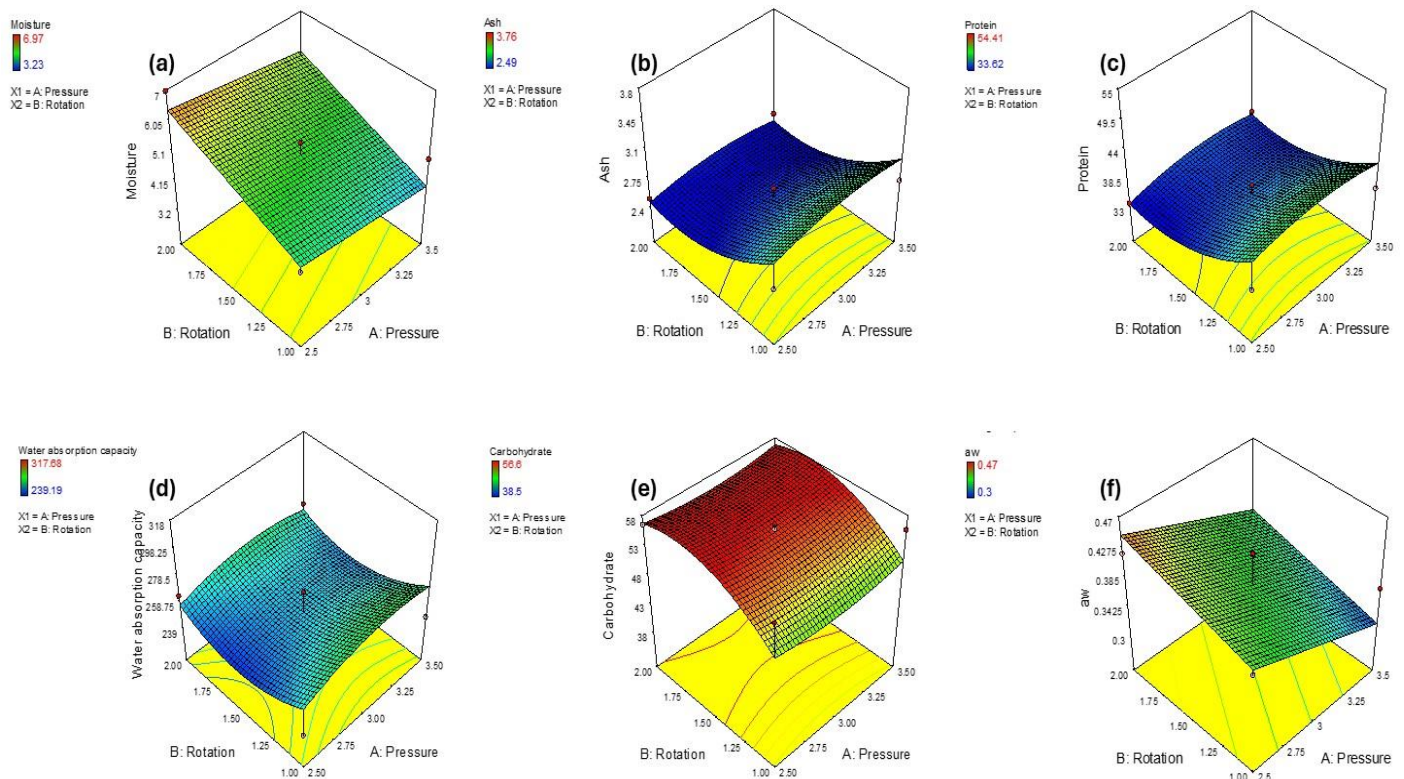 Moisture
6.97
3.23
X1 = A: Pressure
X2 = B: Rotation
(a)
7
6.05
5.1
4.15
3.2
Moisture
2.00
1.75
1.50
1.25
1.00
B: Rotation
2.5
2.75
3
3.25
3.5
A: Pressure
Ash
3.76
2.49
X1 = A: Pressure
X2 = B: Rotation
(b)
3.8
3.45
3.1
2.75
2.4
Ash
2.00
1.75
1.50
1.25
1.00
B: Rotation
2.50
2.75
3.00
3.25
3.50
A: Pressure
Protein
54.41
33.62
X1 = A: Pressure
X2 = B: Rotation
(c)
55
49.5
44
38.5
33
Protein
2.00
1.75
1.50
1.25
1.00
B: Rotation
2.50
2.75
3.00
3.25
3.50
A: Pressure
Water absorption capacity
317.68
239.19
X1 = A: Pressure
X2 = B: Rotation
(d)
318
298.25
278.5
258.75
239
Water absorption capacity
2.00
1.75
1.50
1.25
1.00
B: Rotation
2.50
2.75
3.00
3.25
3.50
A: Pressure
Carbohydrate
56.6
38.5
X1 = A: Pressure
X2 = B: Rotation
(e)
58
53
48
43
38
Carbohydrate
2.00
1.75
1.50
1.25
1.00
B: Rotation
2.50
2.75
3.00
3.25
3.50
A: Pressure
aw
0.47
0.3
X1 = A: Pressure
X2 = B: Rotation
(f)
0.47
0.4275
0.385
0.3425
0.3
aw
2.00
1.75
1.50
1.25
1.00
B: Rotation
2.5
2.75
3
3.25
3.5
A: Pressure